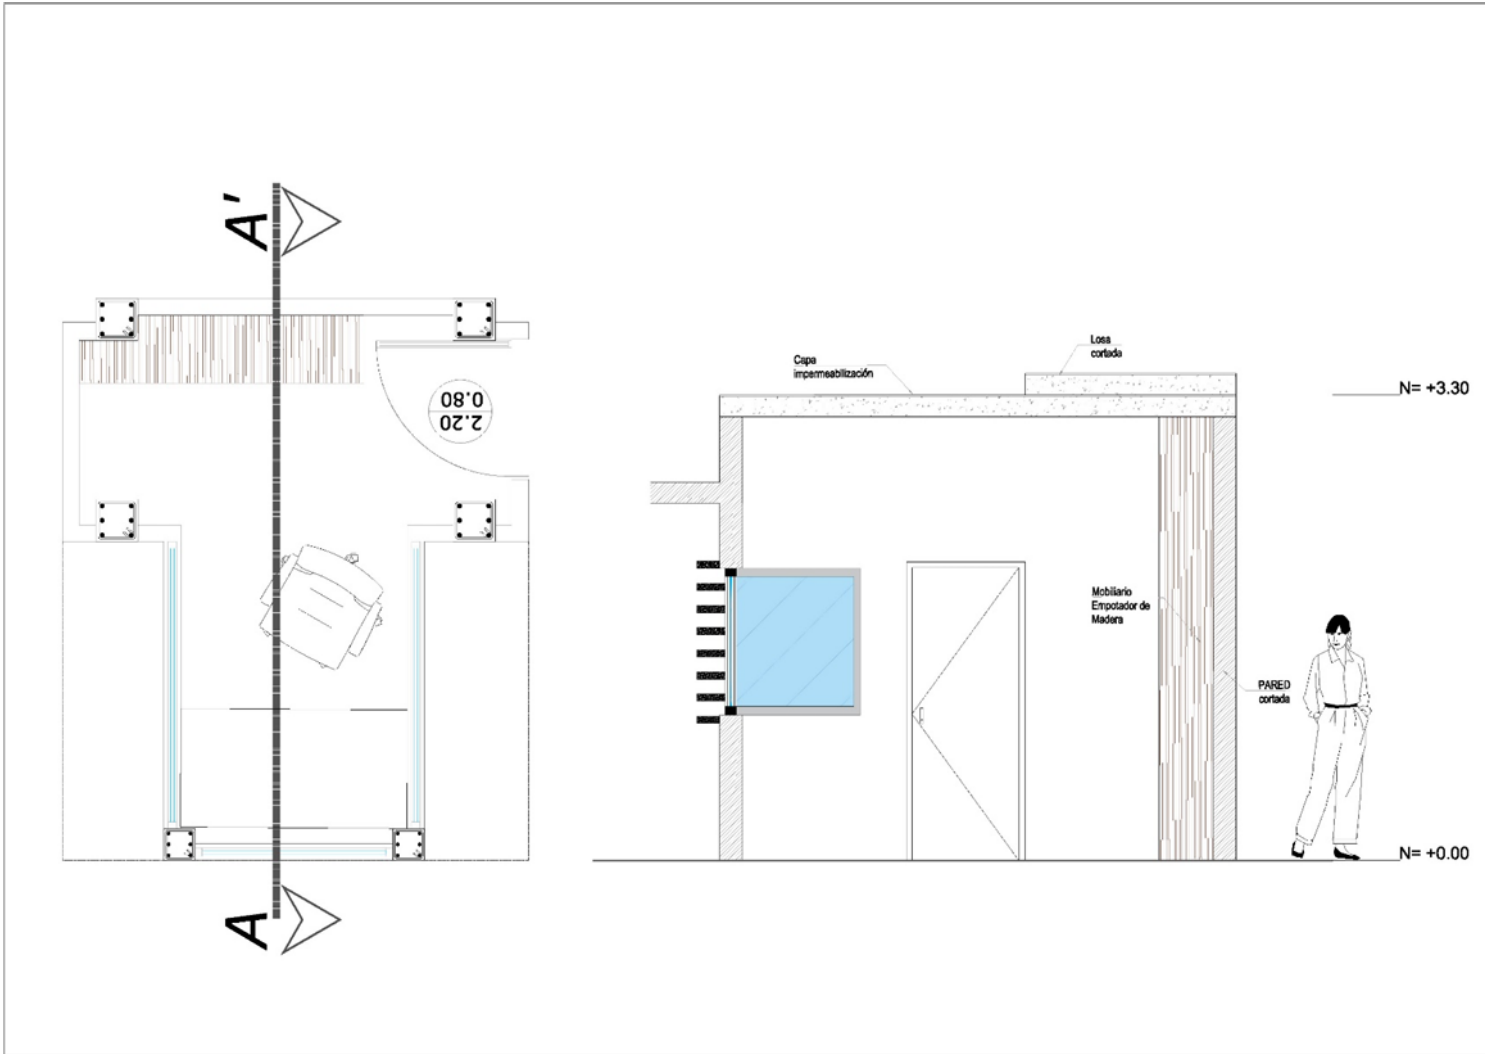 A'
0.80
2.20
A
Capa
impermeabilización
Losa
cortada
N= +3.30
Mobiliario
Empotador de
Madera
PARED
cortada
N= +0.00